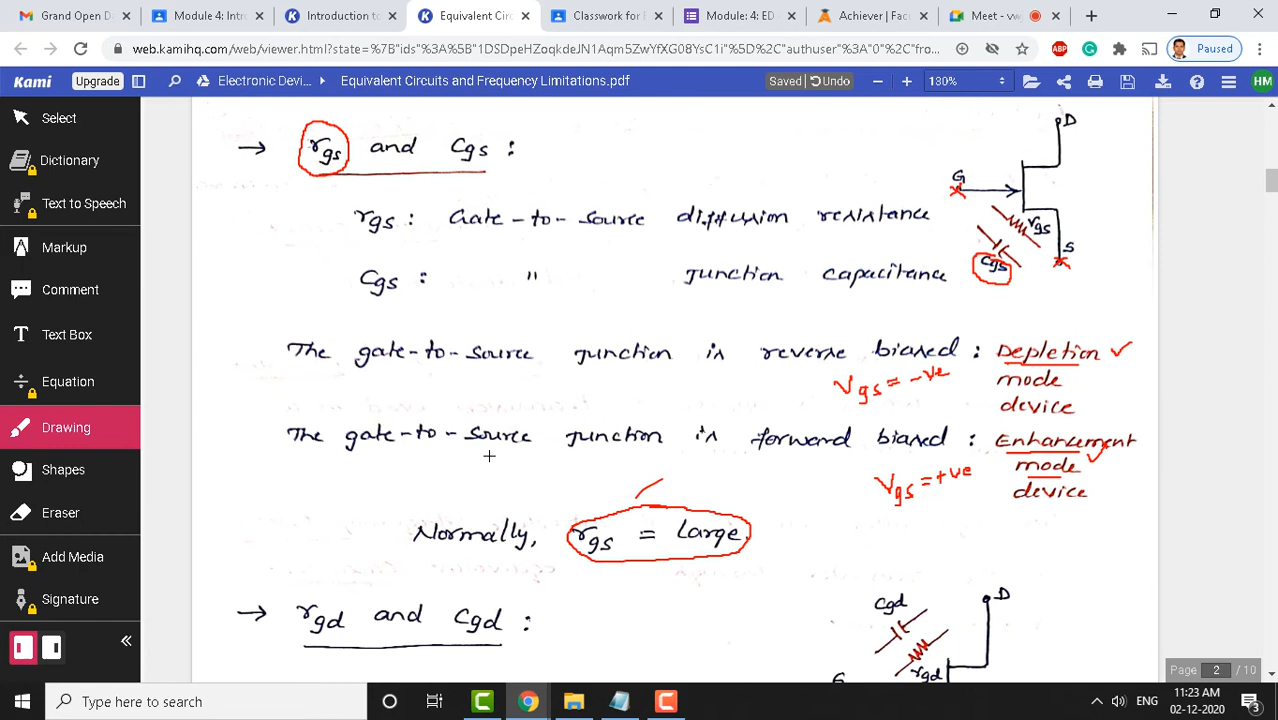 Grand Open D
Module 4: Intr
Introduction to
Equivalent Circ
Classwork for E
Module: 4: ED
Achiever | Fac
Meet - vw
web.kamihq.com/web/viewer.html?state=%7B"ids"%3A%5B"1DSDpeHZoqkdeJN1Aqm5ZwYfXG08YsC1i"%5D%2C"authuser"%3A"0"%2C"fro...
Paused
Kami Upgrade Electronic Devi... Equivalent Circuits and Frequency Limitations.pdf Saved Undo 180% HM
Select
Dictionary
Text to Speech
Markup
Comment
Text Box
Equation
Drawing
Shapes
Eraser
Add Media
Signature
→ rgs and Cgs :
rgs : Gate-to-source diffusion resistance
Cgs : " Junction capacitance
D
G
rgs
S
Cgs
The gate-to-source junction is reverse biased : Depletion ✓
mode
device
Vgs = -ve
The gate-to-source junction is forward biased : Enhancement
mode ✓
device
Vgs = +ve
Normally, rgs = Large.
→ rgd and Cgd :
Cgd
D
rgd
G
Page 2 / 10
Type here to search
ENG
11:23 AM
02-12-2020
3